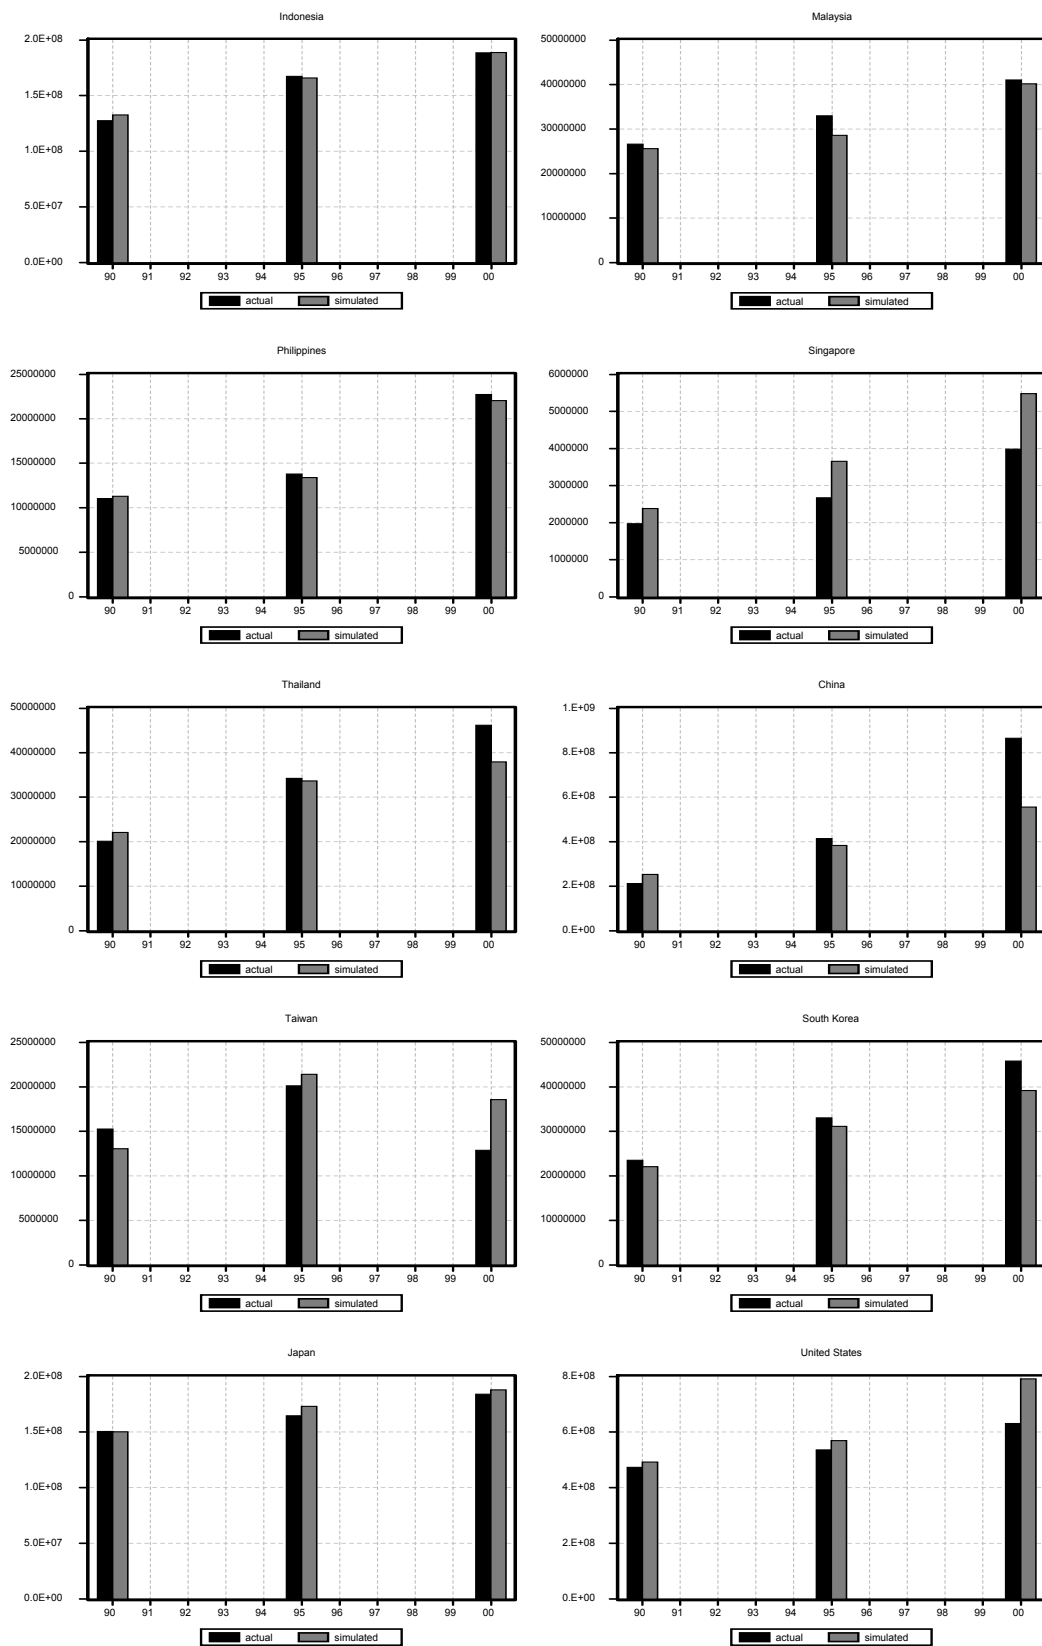 Indonesia
2.0E+08
1.5E+08
1.0E+08
5.0E+07
0.0E+00
90 91 92 93 94 95 96 97 98 99 00
actual simulated
Malaysia
50000000
40000000
30000000
20000000
10000000
0
90 91 92 93 94 95 96 97 98 99 00
actual simulated
Philippines
25000000
20000000
15000000
10000000
5000000
0
90 91 92 93 94 95 96 97 98 99 00
actual simulated
Singapore
6000000
5000000
4000000
3000000
2000000
1000000
0
90 91 92 93 94 95 96 97 98 99 00
actual simulated
Thailand
50000000
40000000
30000000
20000000
10000000
0
90 91 92 93 94 95 96 97 98 99 00
actual simulated
China
1.E+09
8.E+08
6.E+08
4.E+08
2.E+08
0.E+00
90 91 92 93 94 95 96 97 98 99 00
actual simulated
Taiwan
25000000
20000000
15000000
10000000
5000000
0
90 91 92 93 94 95 96 97 98 99 00
actual simulated
South Korea
50000000
40000000
30000000
20000000
10000000
0
90 91 92 93 94 95 96 97 98 99 00
actual simulated
Japan
2.0E+08
1.5E+08
1.0E+08
5.0E+07
0.0E+00
90 91 92 93 94 95 96 97 98 99 00
actual simulated
United States
8.E+08
6.E+08
4.E+08
2.E+08
0.E+00
90 91 92 93 94 95 96 97 98 99 00
actual simulated